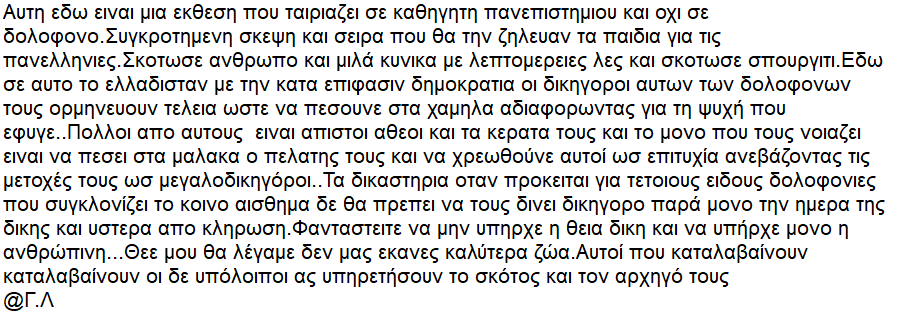 Αυτη εδω ειναι μια εκθεση που ταιριαζει σε καθηγητη πανεπιστημιου και οχι σε
δολοφονο.Συγκροτημενη σκεψη και σειρα που θα την ζηλευαν τα παιδια για τις
πανελληνιες.Σκοτωσε ανθρωπο και μιλά κυνικα με λεπτομερειες λες και σκοτωσε σπουργιτι.Εδω
σε αυτο το ελλαδισταν με την κατα επιφασιν δημοκρατια οι δικηγοροι αυτων των δολοφονων
τους ορμηνευουν τελεια ωστε να πεσουνε στα χαμηλα αδιαφορωντας για τη ψυχή που
εφυγε..Πολλοι απο αυτους  ειναι απιστοι αθεοι και τα κερατα τους και το μονο που τους νοιαζει
ειναι να πεσει στα μαλακα ο πελατης τους και να χρεωθούνε αυτοί ωσ επιτυχία ανεβάζοντας τις
μετοχές τους ωσ μεγαλοδικηγόροι..Τα δικαστηρια οταν προκειται για τετοιους ειδους δολοφονιες
που συγκλονίζει το κοινο αισθημα δε θα πρεπει να τους δινει δικηγορο παρά μονο την ημερα της
δικης και υστερα απο κληρωση.Φανταστειτε να μην υπηρχε η θεια δικη και να υπήρχε μονο η
ανθρώπινη...Θεε μου θα λέγαμε δεν μας εκανες καλύτερα ζώα.Αυτοί που καταλαβαίνουν
καταλαβαίνουν οι δε υπόλοιποι ας υπηρετήσουν το σκότος και τον αρχηγό τους
@Γ.Λ